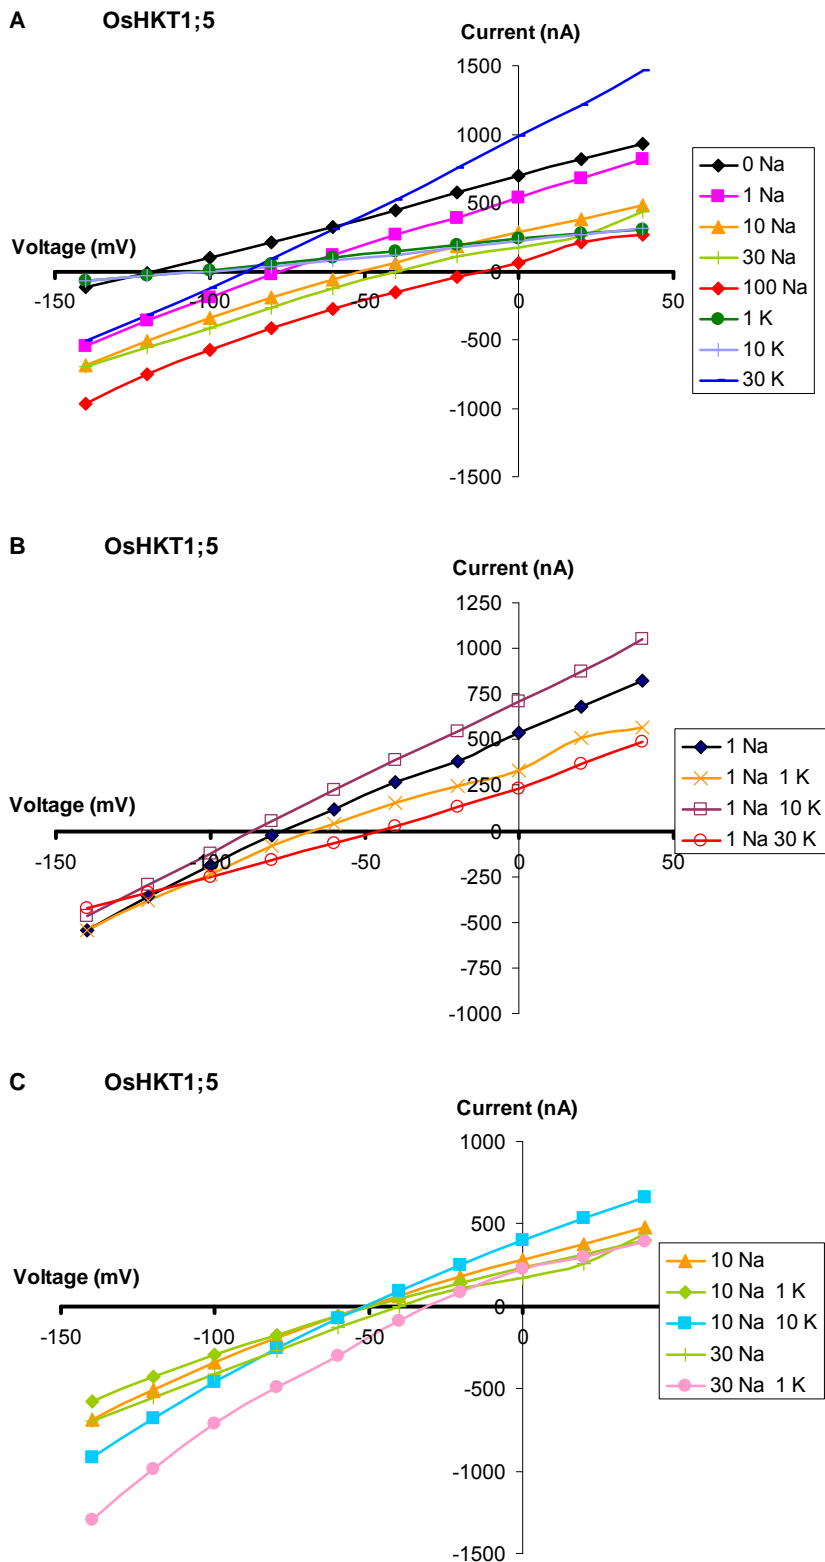 A OsHKT1;5
Current (nA)
1500
1000
500
0
-500
-1000
-1500
Voltage (mV)
-150 -100 -50 0 50
0 Na
1 Na
10 Na
30 Na
100 Na
1 K
10 K
30 K
B OsHKT1;5
Current (nA)
1250
1000
750
500
250
0
-250
-500
-750
-1000
Voltage (mV)
-150 -100 -50 0 50
1 Na
1 Na 1 K
1 Na 10 K
1 Na 30 K
C OsHKT1;5
Current (nA)
1000
500
0
-500
-1000
-1500
Voltage (mV)
-150 -100 -50 0
10 Na
10 Na 1 K
10 Na 10 K
30 Na
30 Na 1 K